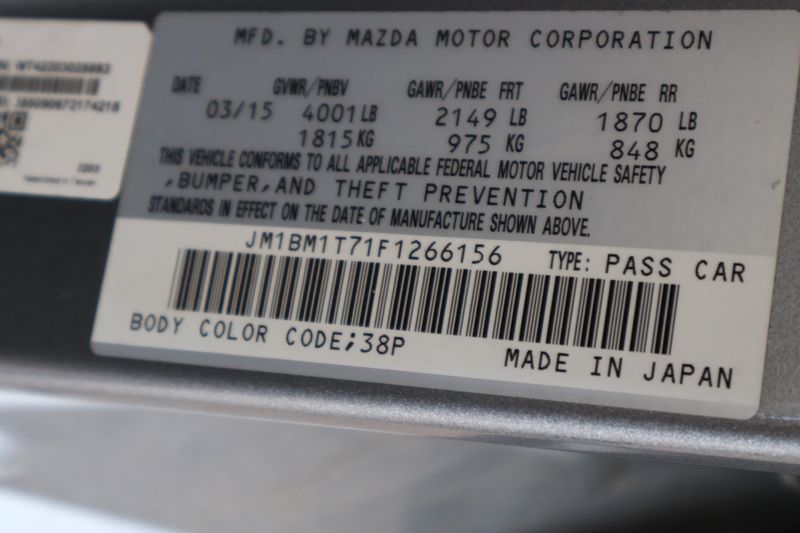 MFD. BY MAZDA MOTOR CORPORATION
DATE GVWR/PNBV GAWR/PNBE FRT GAWR/PNBE RR
03/15 4001LB 2149 LB 1870 LB
1815KG 975 KG 848 KG
THIS VEHICLE CONFORMS TO ALL APPLICABLE FEDERAL MOTOR VEHICLE SAFETY
,BUMPER,AND THEFT PREVENTION
STANDARDS IN EFFECT ON THE DATE OF MANUFACTURE SHOWN ABOVE.
JM1BM1T71F1266156 TYPE: PASS CAR
BODY COLOR CODE;38P
MADE IN JAPAN